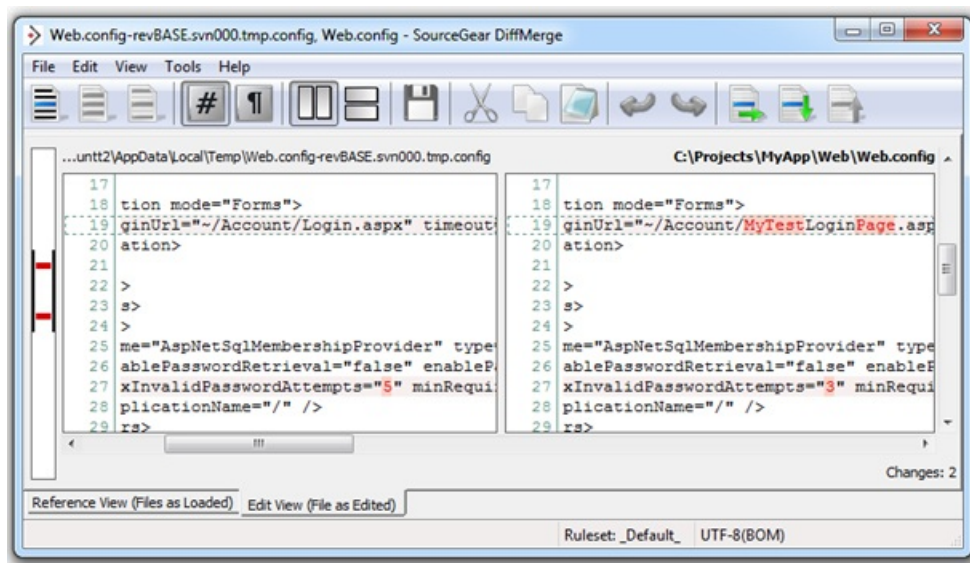 Web.config-revBASE.svn000.tmp.config, Web.config - SourceGear DiffMerge
File Edit View Tools Help
# ¶
...untt2\AppData\Local\Temp\Web.config-revBASE.svn000.tmp.config
C:\Projects\MyApp\Web\Web.config
17
18 tion mode="Forms">
19 ginUrl="~/Account/Login.aspx" timeout
20 ation>
21
22 >
23 s>
24 >
25 me="AspNetSqlMembershipProvider" type
26 ablePasswordRetrieval="false" enableP
27 xInvalidPasswordAttempts="5" minRequi
28 plicationName="/" />
29 rs>
17
18 tion mode="Forms">
19 ginUrl="~/Account/MyTestLoginPage.asp
20 ation>
21
22 >
23 s>
24 >
25 me="AspNetSqlMembershipProvider" type
26 ablePasswordRetrieval="false" enableP
27 xInvalidPasswordAttempts="3" minRequi
28 plicationName="/" />
29 rs>
Changes: 2
Reference View (Files as Loaded) Edit View (File as Edited)
Ruleset: _Default_ UTF-8(BOM)